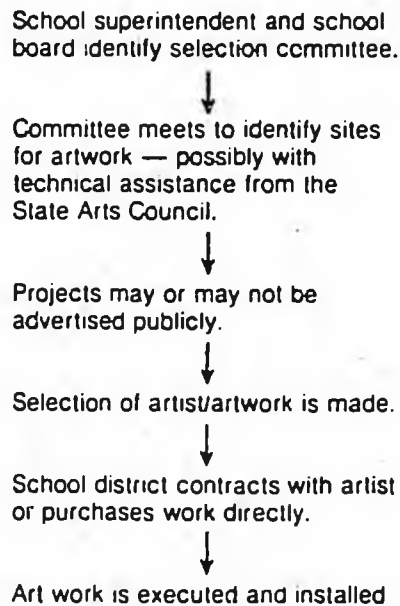 School superintendent and school
board identify selection committee.
Committee meets to identify sites
for artwork — possibly with
technical assistance from the
State Arts Council.
Projects may or may not be
advertised publicly.
Selection of artist/artwork is made.
School district contracts with artist
or purchases work directly.
Art work is executed and installed